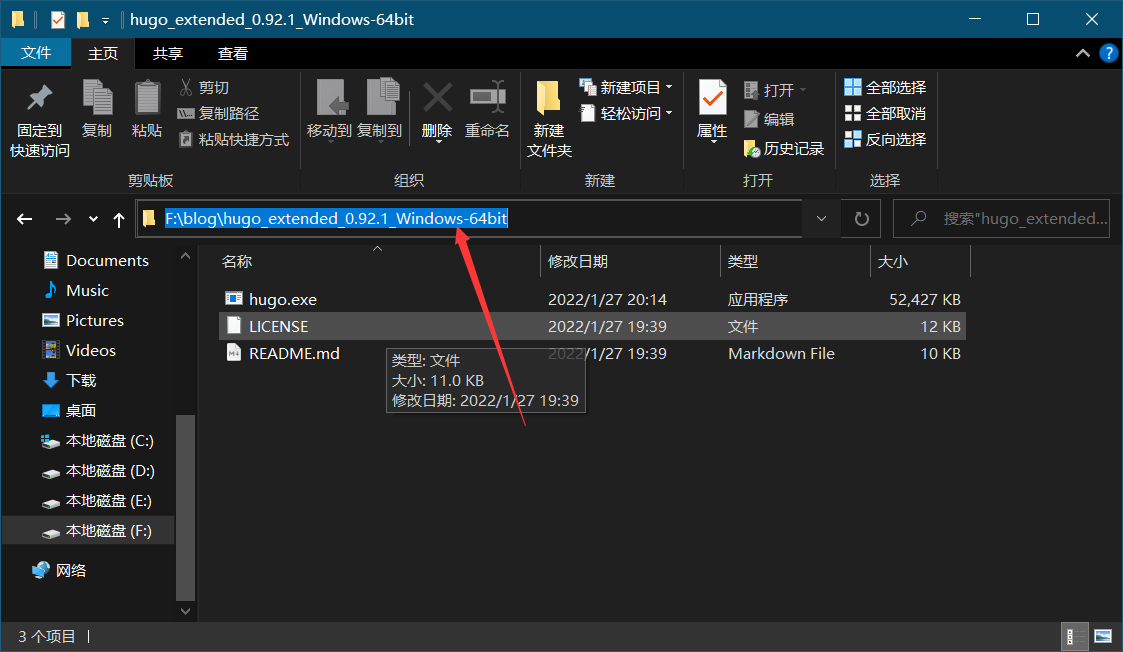 hugo_extended_0.92.1_Windows-64bit
文件 主页 共享 查看
固定到
快速访问
复制
粘贴
剪切
复制路径
粘贴快捷方式
剪贴板
移动到 复制到 删除 重命名
组织
新建
文件夹
新建项目
轻松访问
新建
属性
打开
编辑
历史记录
打开
全部选择
全部取消
反向选择
选择
F:\blog\hugo_extended_0.92.1_Windows-64bit
搜索"hugo_extended...
Documents
Music
Pictures
Videos
下载
桌面
本地磁盘 (C:)
本地磁盘 (D:)
本地磁盘 (E:)
本地磁盘 (F:)
网络
名称 修改日期 类型 大小
hugo.exe 2022/1/27 20:14 应用程序 52,427 KB
LICENSE 2022/1/27 19:39 文件 12 KB
README.md 2022/1/27 19:39 Markdown File 10 KB
类型: 文件
大小: 11.0 KB
修改日期: 2022/1/27 19:39
3 个项目